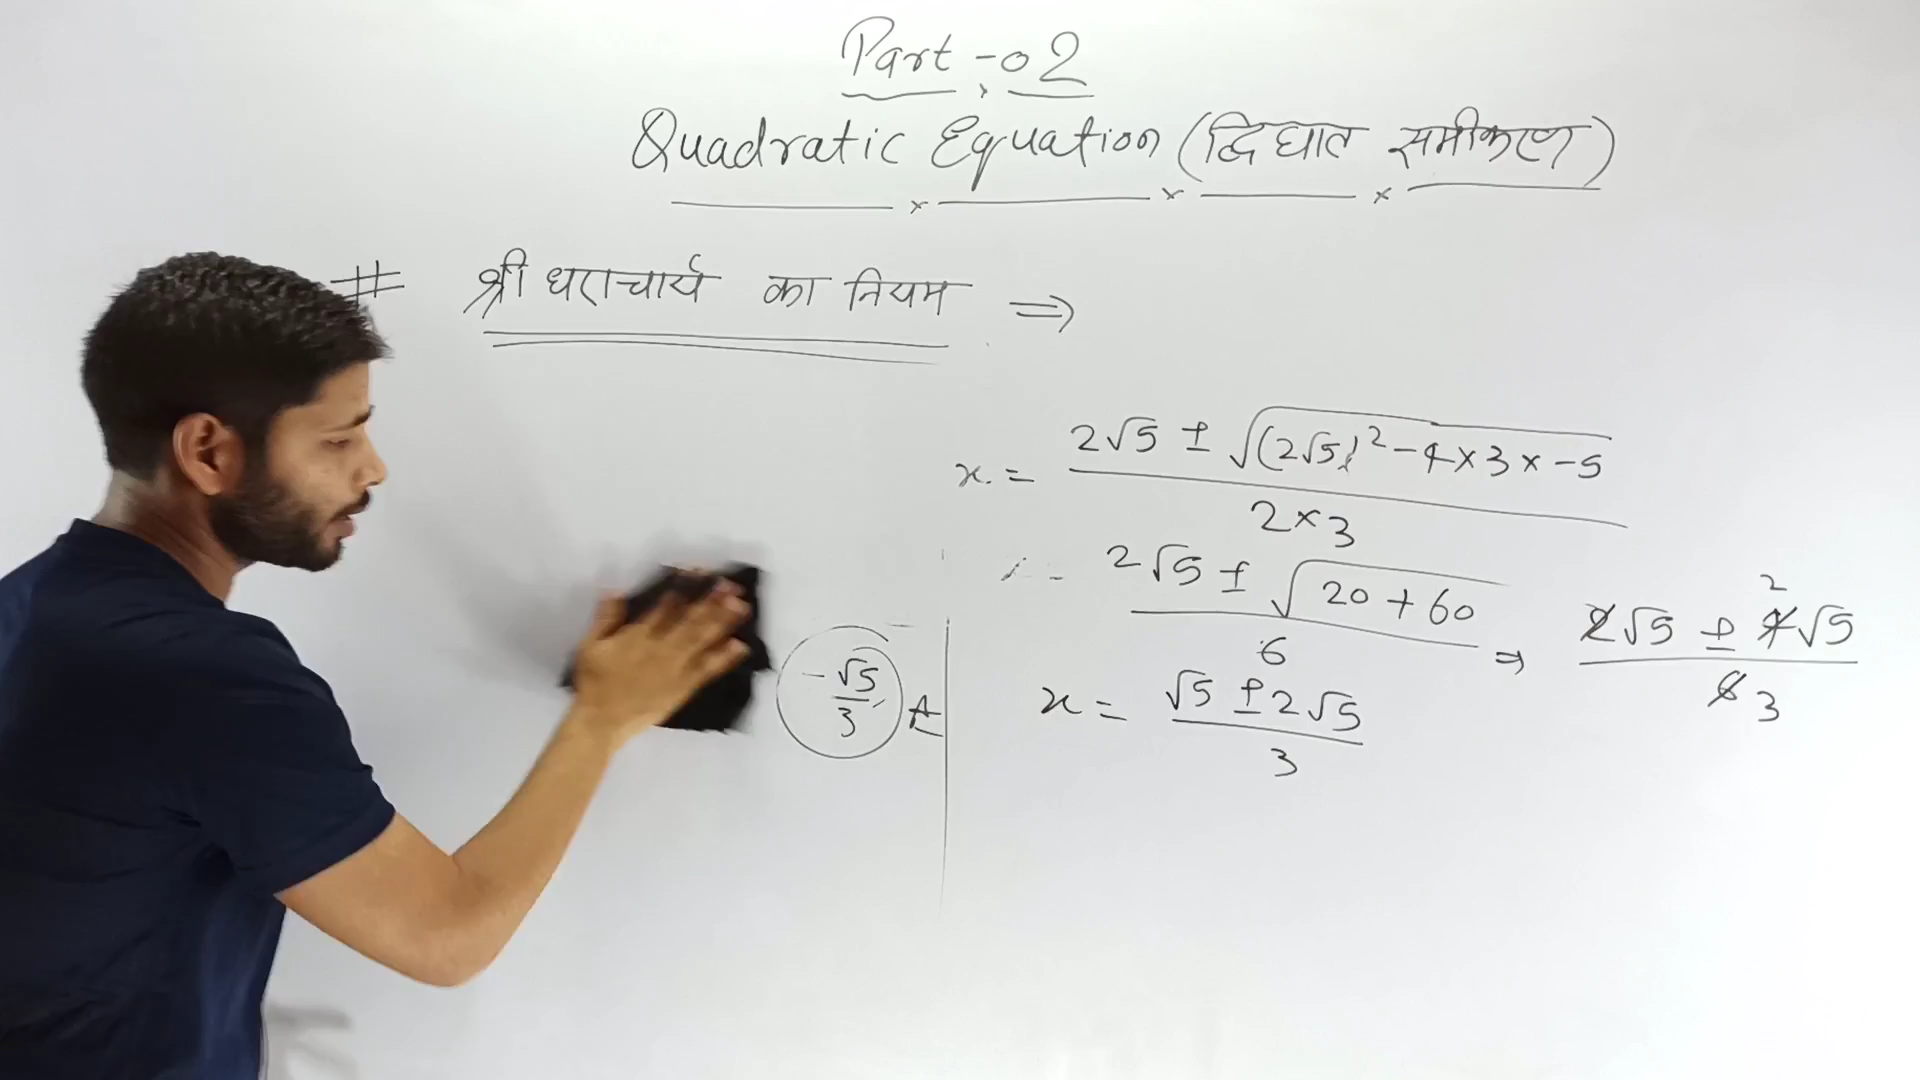 Part - 02
Quadratic Equation (द्विघात समीकरण)
# श्री धराचार्य का नियम ⇒
x = 2√5 ± √(2√5)² - 4 × 3 × -5
2 × 3
2√5 ± √20 + 60
6
⇒ 2√5 ± 4√5
2
6 3
x = √5 ± 2√5
3
-√5
3
A